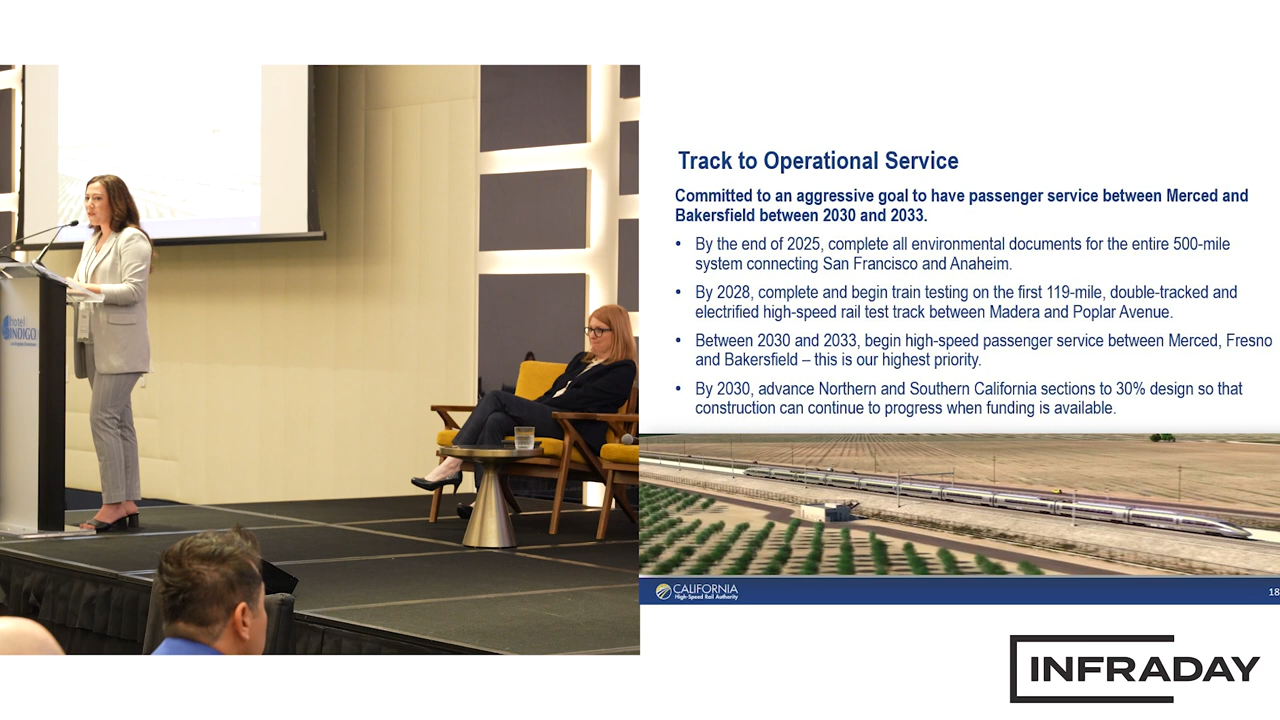 hotel
INDIGO
Track to Operational Service
Committed to an aggressive goal to have passenger service between Merced and
Bakersfield between 2030 and 2033.
• By the end of 2025, complete all environmental documents for the entire 500-mile
system connecting San Francisco and Anaheim.
• By 2028, complete and begin train testing on the first 119-mile, double-tracked and
electrified high-speed rail test track between Madera and Poplar Avenue.
• Between 2030 and 2033, begin high-speed passenger service between Merced, Fresno
and Bakersfield – this is our highest priority.
• By 2030, advance Northern and Southern California sections to 30% design so that
construction can continue to progress when funding is available.
CALIFORNIA
High-Speed Rail Authority
18
INFRADAY